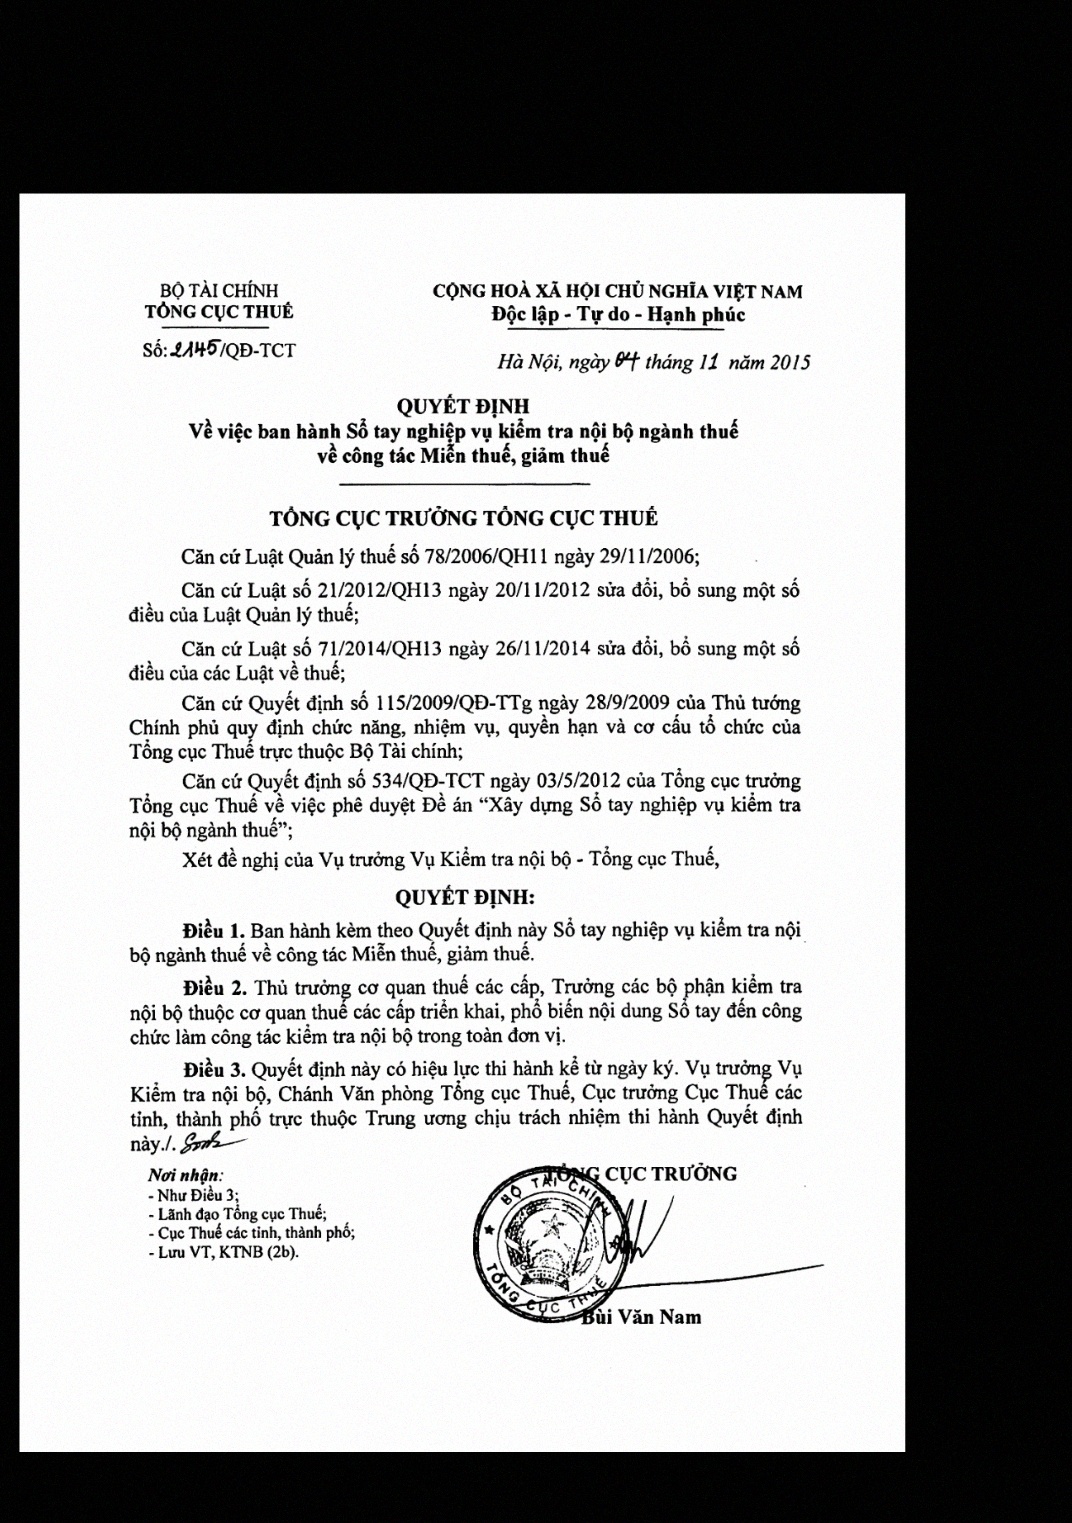 BỘ TÀI CHÍNH
TỔNG CỤC THUẾ
Số: 2145/QĐ-TCT
CỘNG HOÀ XÃ HỘI CHỦ NGHĨA VIỆT NAM
Độc lập - Tự do - Hạnh phúc
Hà Nội, ngày 04 tháng 11 năm 2015
QUYẾT ĐỊNH
Về việc ban hành Sổ tay nghiệp vụ kiểm tra nội bộ ngành thuế
về công tác Miễn thuế, giảm thuế
TỔNG CỤC TRƯỞNG TỔNG CỤC THUẾ
Căn cứ Luật Quản lý thuế số 78/2006/QH11 ngày 29/11/2006;
Căn cứ Luật số 21/2012/QH13 ngày 20/11/2012 sửa đổi, bổ sung một số
điều của Luật Quản lý thuế;
Căn cứ Luật số 71/2014/QH13 ngày 26/11/2014 sửa đổi, bổ sung một số
điều của các Luật về thuế;
Căn cứ Quyết định số 115/2009/QĐ-TTg ngày 28/9/2009 của Thủ tướng
Chính phủ quy định chức năng, nhiệm vụ, quyền hạn và cơ cấu tổ chức của
Tổng cục Thuế trực thuộc Bộ Tài chính;
Căn cứ Quyết định số 534/QĐ-TCT ngày 03/5/2012 của Tổng cục trưởng
Tổng cục Thuế về việc phê duyệt Đề án “Xây dựng Sổ tay nghiệp vụ kiểm tra
nội bộ ngành thuế”;
Xét đề nghị của Vụ trưởng Vụ Kiểm tra nội bộ - Tổng cục Thuế,
QUYẾT ĐỊNH:
Điều 1. Ban hành kèm theo Quyết định này Sổ tay nghiệp vụ kiểm tra nội
bộ ngành thuế về công tác Miễn thuế, giảm thuế.
Điều 2. Thủ trưởng cơ quan thuế các cấp, Trưởng các bộ phận kiểm tra
nội bộ thuộc cơ quan thuế các cấp triển khai, phổ biến nội dung Sổ tay đến công
chức làm công tác kiểm tra nội bộ trong toàn đơn vị.
Điều 3. Quyết định này có hiệu lực thi hành kể từ ngày ký. Vụ trưởng Vụ
Kiểm tra nội bộ, Chánh Văn phòng Tổng cục Thuế, Cục trưởng Cục Thuế các
tỉnh, thành phố trực thuộc Trung ương chịu trách nhiệm thi hành Quyết định
này./.
Nơi nhận:
- Như Điều 3;
- Lãnh đạo Tổng cục Thuế;
- Cục Thuế các tỉnh, thành phố;
- Lưu VT, KTNB (2b).
TỔNG CỤC TRƯỞNG
BỘ TÀI CHÍNH
TỔNG CỤC THUẾ
Bùi Văn Nam